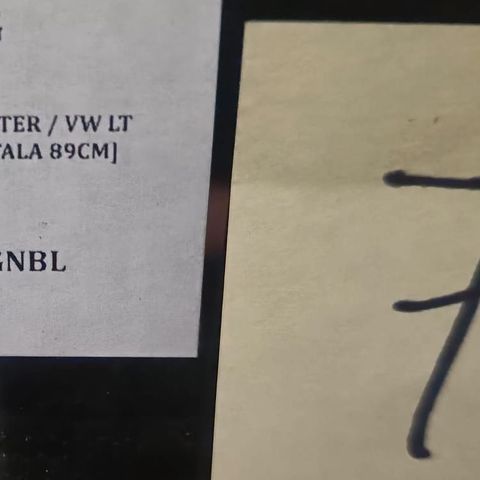 TER / VW LT
TALA 89CM]
GNBL
7